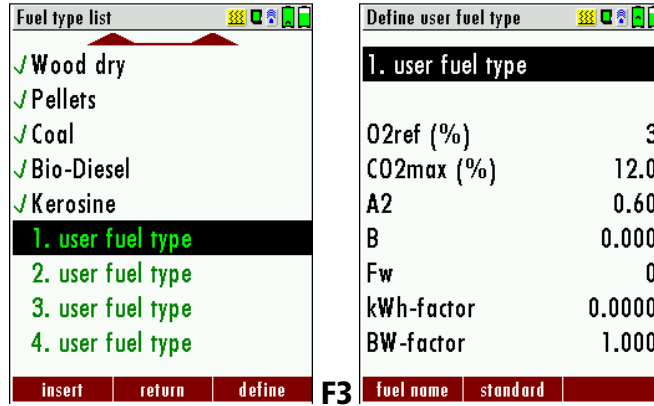 Fuel type list
Wood dry
Pellets
Coal
Bio-Diesel
Kerosine
1. user fuel type
2. user fuel type
3. user fuel type
4. user fuel type
insert return define
F3
Define user fuel type
1. user fuel type
O2ref (%) 3
CO2max (%) 12.0
A2 0.60
B 0.000
Fw 0
kWh-factor 0.0000
BW-factor 1.000
fuel name standard